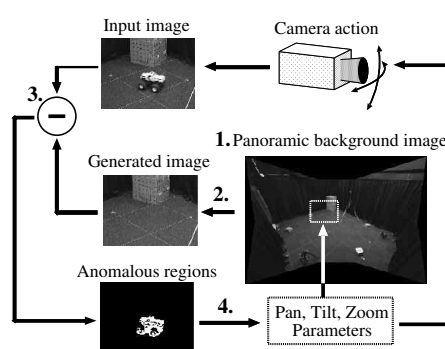 Input image
Camera action
3.
1. Panoramic background image
Generated image
2.
Anomalous regions
4.
Pan, Tilt, Zoom
Parameters